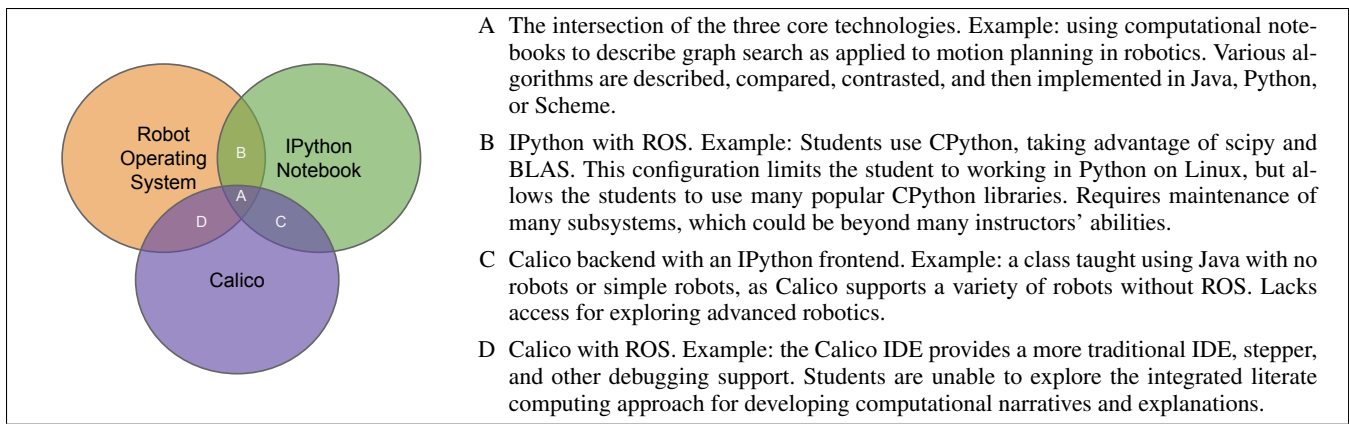 Robot
Operating
System
IPython
Notebook
Calico
B
A
D
C
A The intersection of the three core technologies. Example: using computational note-
books to describe graph search as applied to motion planning in robotics. Various al-
gorithms are described, compared, contrasted, and then implemented in Java, Python,
or Scheme.
B IPython with ROS. Example: Students use CPython, taking advantage of scipy and
BLAS. This configuration limits the student to working in Python on Linux, but al-
lows the students to use many popular CPython libraries. Requires maintenance of
many subsystems, which could be beyond many instructors’ abilities.
C Calico backend with an IPython frontend. Example: a class taught using Java with no
robots or simple robots, as Calico supports a variety of robots without ROS. Lacks
access for exploring advanced robotics.
D Calico with ROS. Example: the Calico IDE provides a more traditional IDE, stepper,
and other debugging support. Students are unable to explore the integrated literate
computing approach for developing computational narratives and explanations.